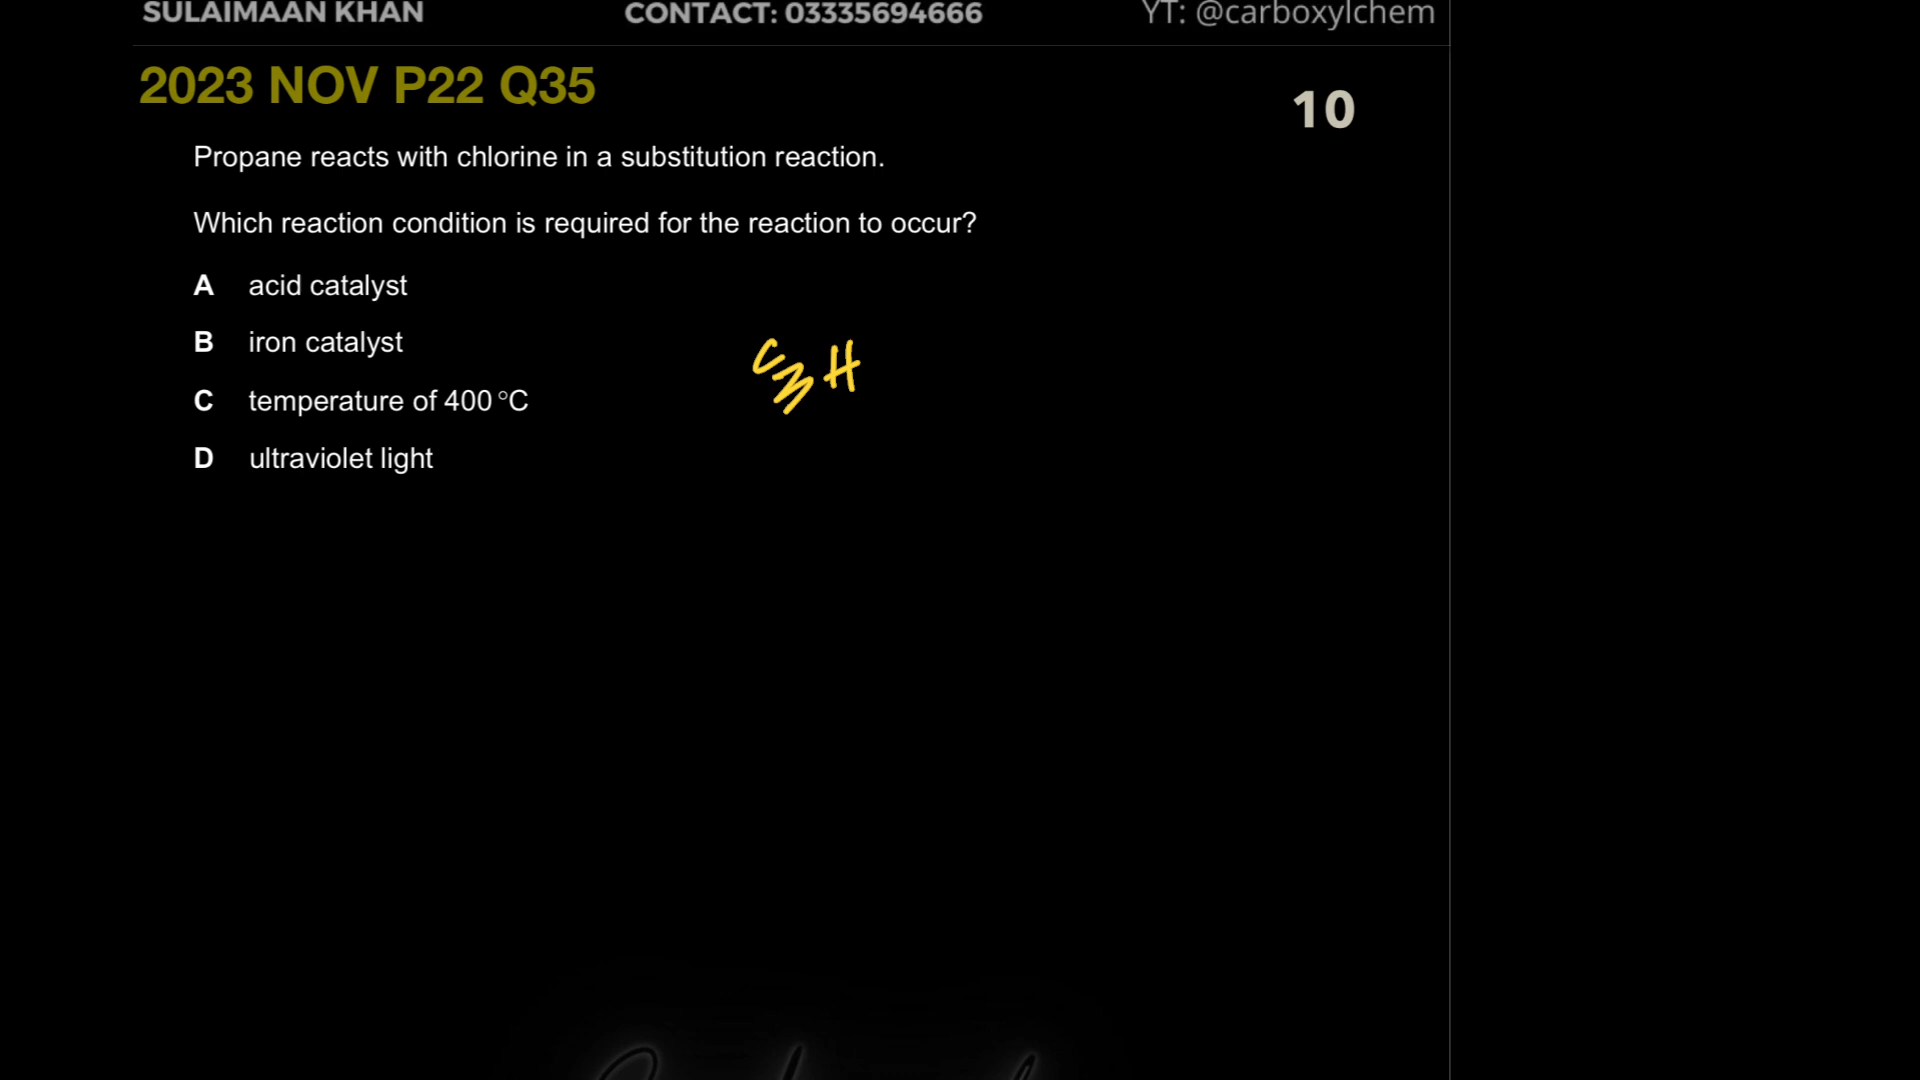 SULAIMAAN KHAN CONTACT: 03335694666 YT: @carboxylchem
2023 NOV P22 Q35
10
Propane reacts with chlorine in a substitution reaction.
Which reaction condition is required for the reaction to occur?
A acid catalyst
B iron catalyst
C temperature of 400 °C
D ultraviolet light
C3H